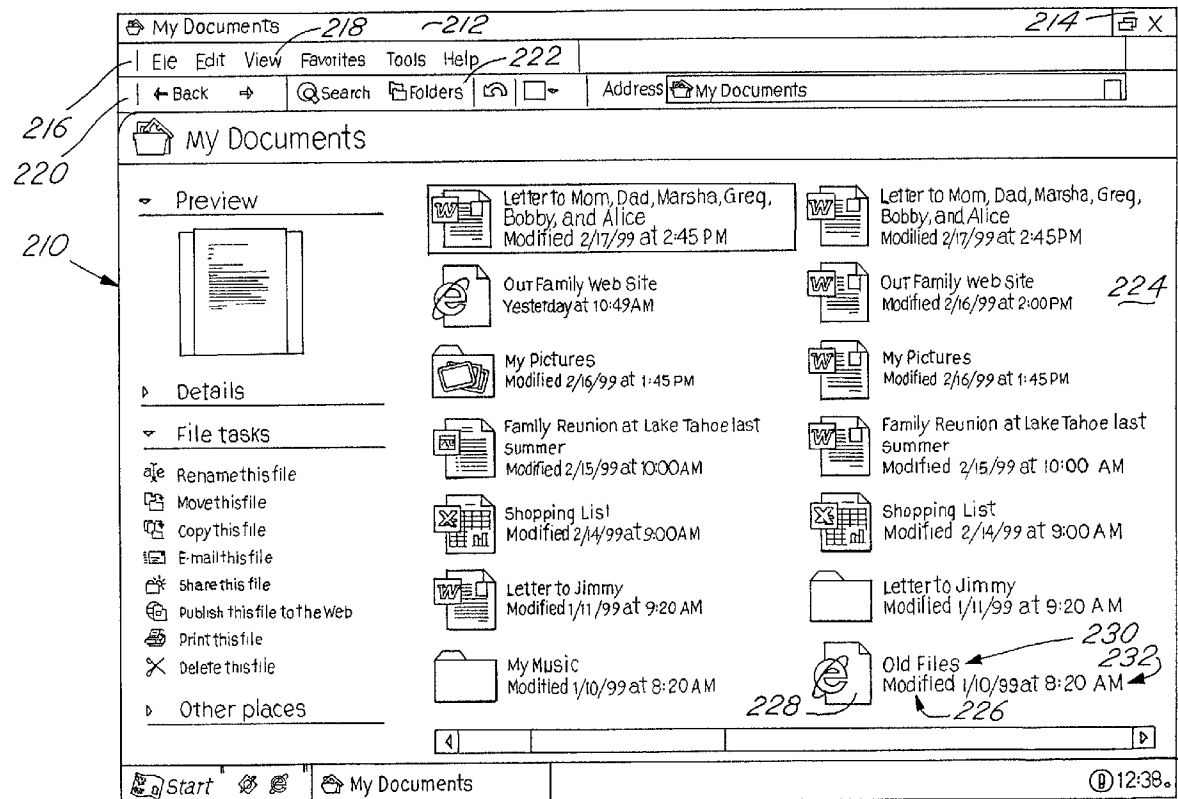 My Documents 218 212 214 X
Ele Edit View Favorites Tools Help 222
Back Search Folders Address My Documents
216
My Documents
220
Preview
210
Details
File tasks
Rename this file
Move this file
Copy this file
E-mail this file
Share this file
Publish this file to the Web
Print this file
Delete this file
Other places
W Letter to Mom, Dad, Marsha, Greg,
Bobby, and Alice
Modified 2/17/99 at 2:45 PM
Our Family Web Site
Yesterday at 10:49 AM
My Pictures
Modified 2/16/99 at 1:45 PM
Family Reunion at Lake Tahoe last
summer
Modified 2/15/99 at 10:00 AM
X Shopping List
Modified 2/14/99 at 9:00 AM
W Letter to Jimmy
Modified 1/11/99 at 9:20 AM
My Music
Modified 1/10/99 at 8:20 AM
W Letter to Mom, Dad, Marsha, Greg,
Bobby, and Alice
Modified 2/17/99 at 2:45 PM
W Our Family Web Site
Modified 2/16/99 at 2:00 PM
224
W My Pictures
Modified 2/16/99 at 1:45 PM
W Family Reunion at Lake Tahoe last
summer
Modified 2/15/99 at 10:00 AM
X Shopping List
Modified 2/14/99 at 9:00 AM
Letter to Jimmy
Modified 1/11/99 at 9:20 AM
230
Old Files 232
Modified 1/10/99 at 8:20 AM
228 226
Start My Documents 12:38